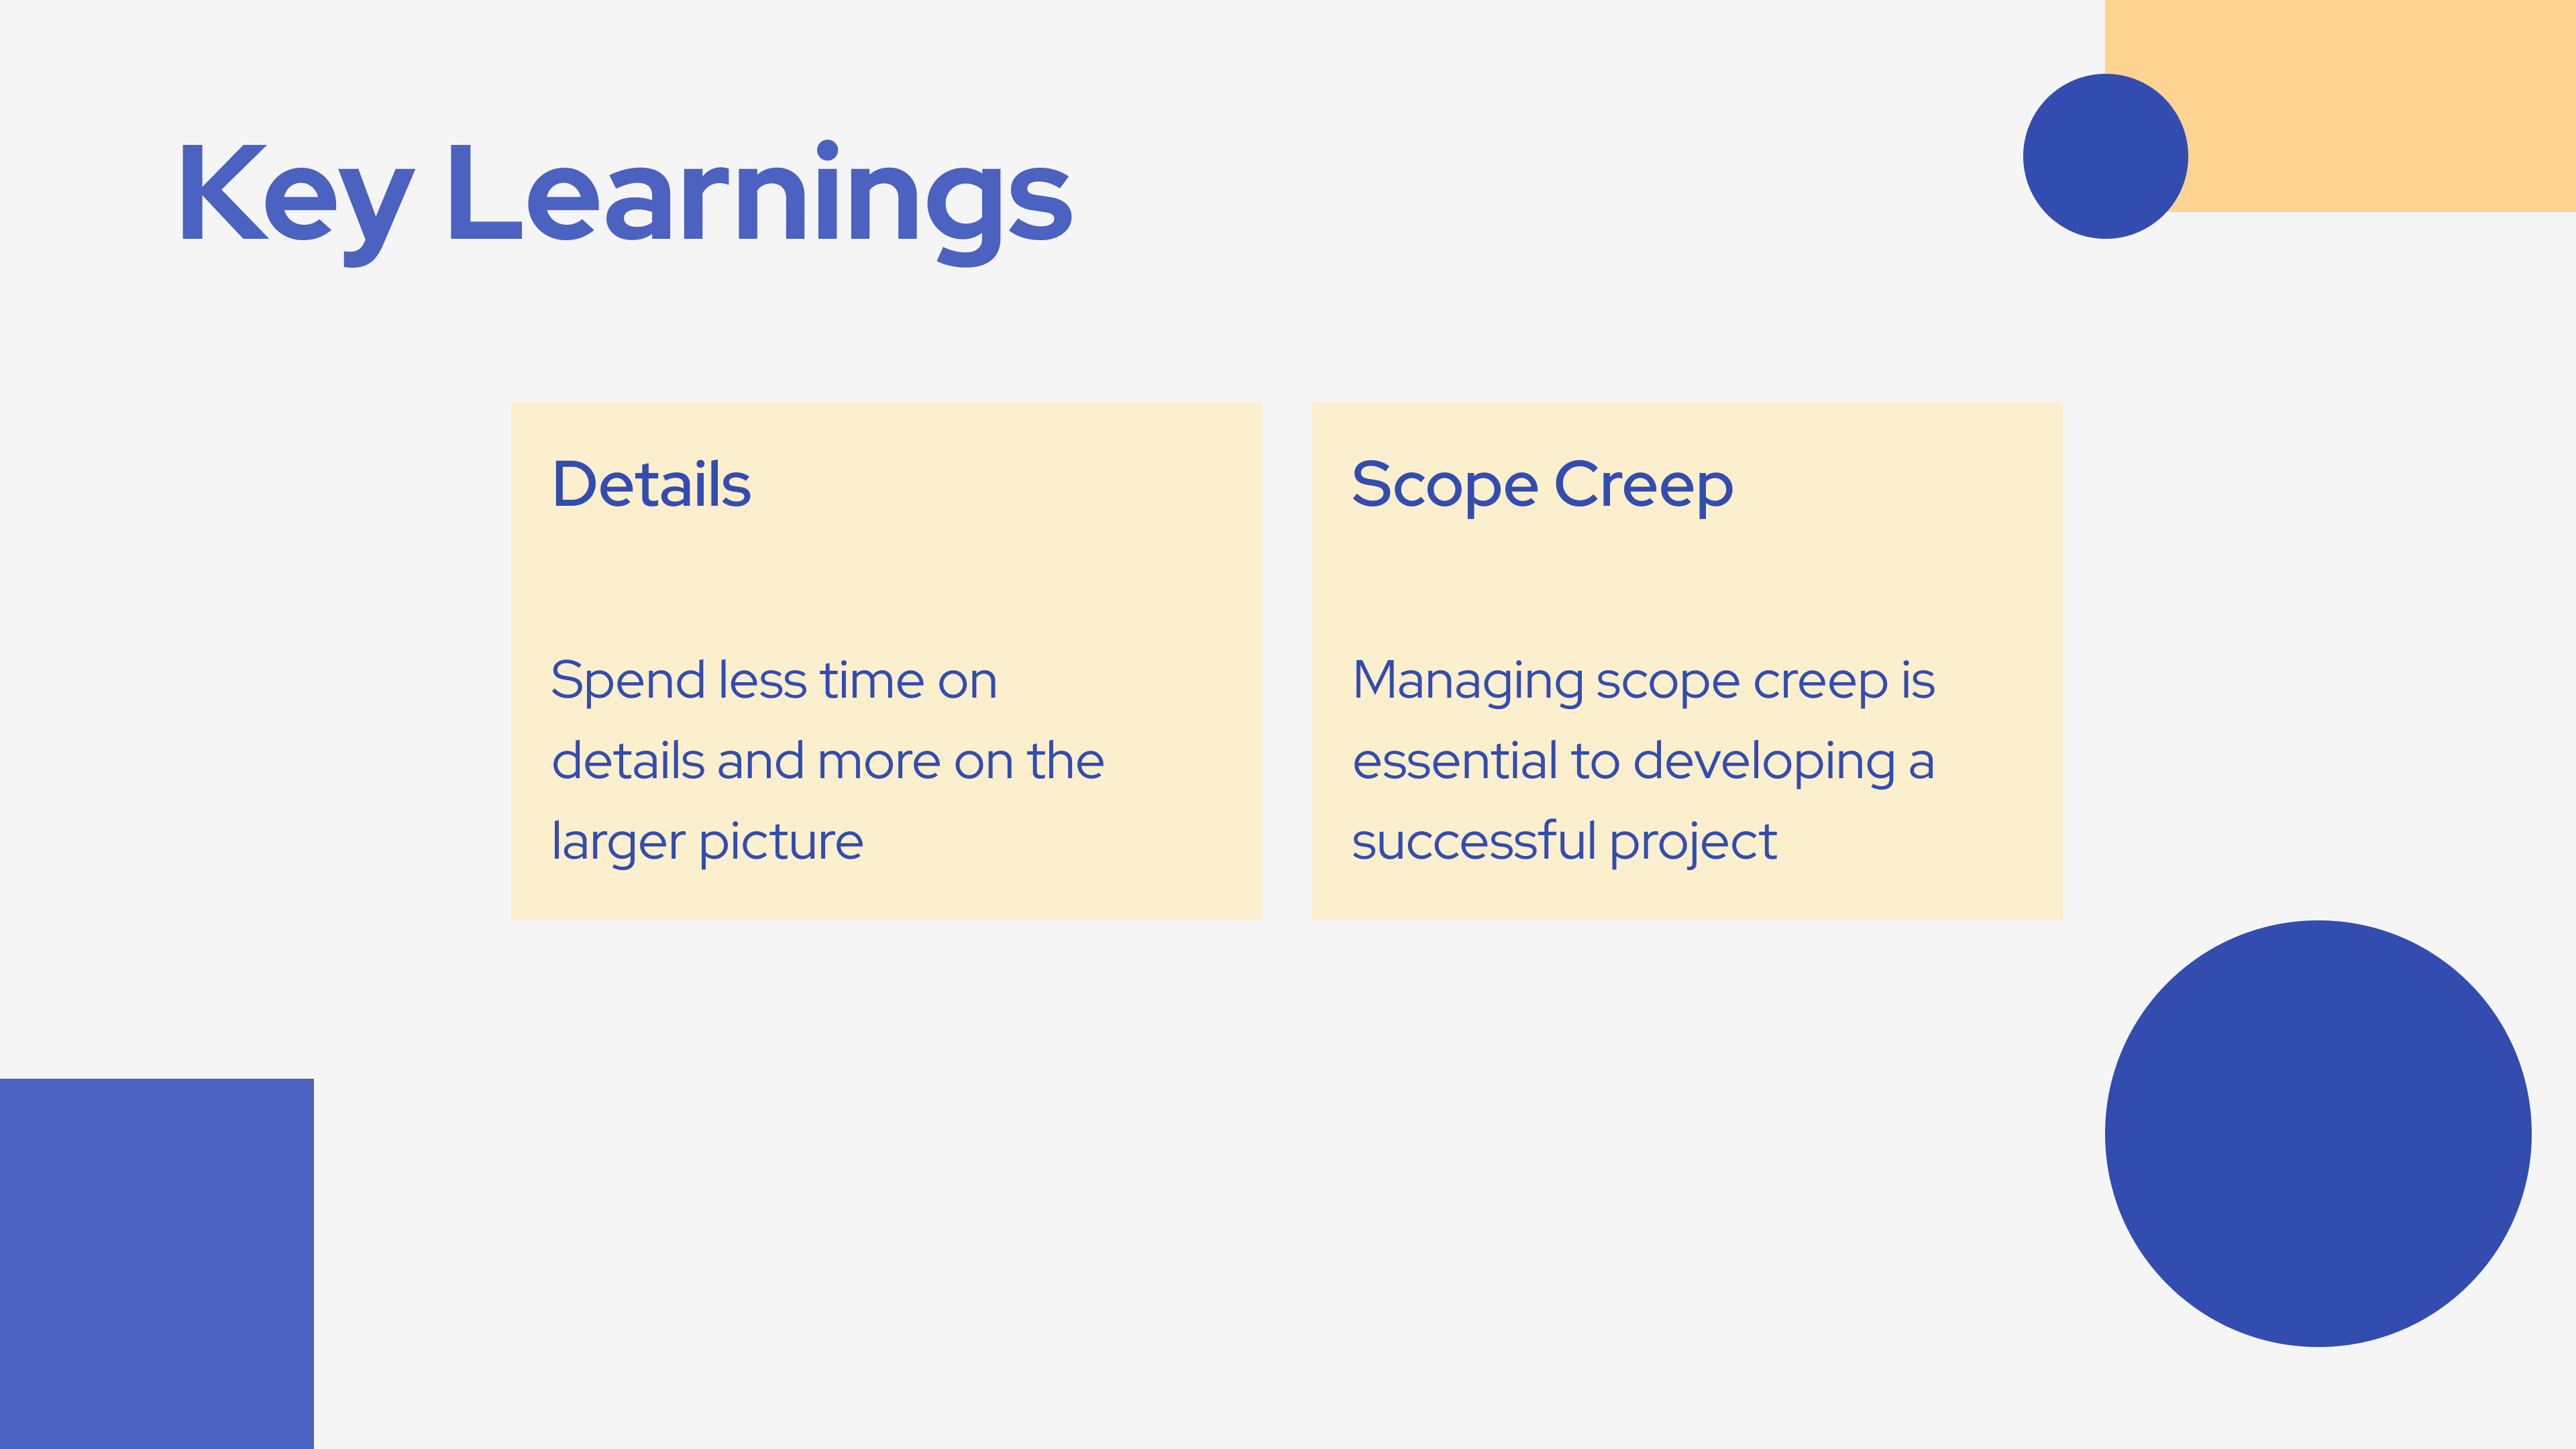 Key Learnings
Details
Spend less time on
details and more on the
larger picture
Scope Creep
Managing scope creep is
essential to developing a
successful project